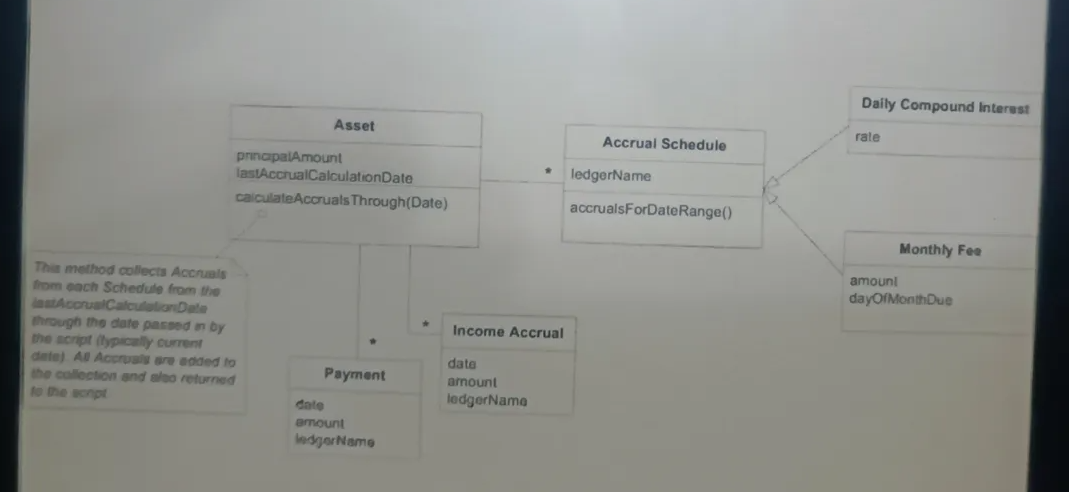 Asset
principalAmount
lastAccrualCalculationDate
calculateAccrualsThrough(Date)
*
Accrual Schedule
ledgerName
accrualsForDateRange()
Daily Compound Interest
rate
Monthly Fee
amount
dayOfMonthDue
This method collects Accruals
from each Schedule from the
lastAccrualCalculationDate
through the date passed in by
the script (typically current
date). All Accruals are added to
the collection and also returned
to the script
*
Payment
date
amount
ledgerName
*
Income Accrual
date
amount
ledgerName